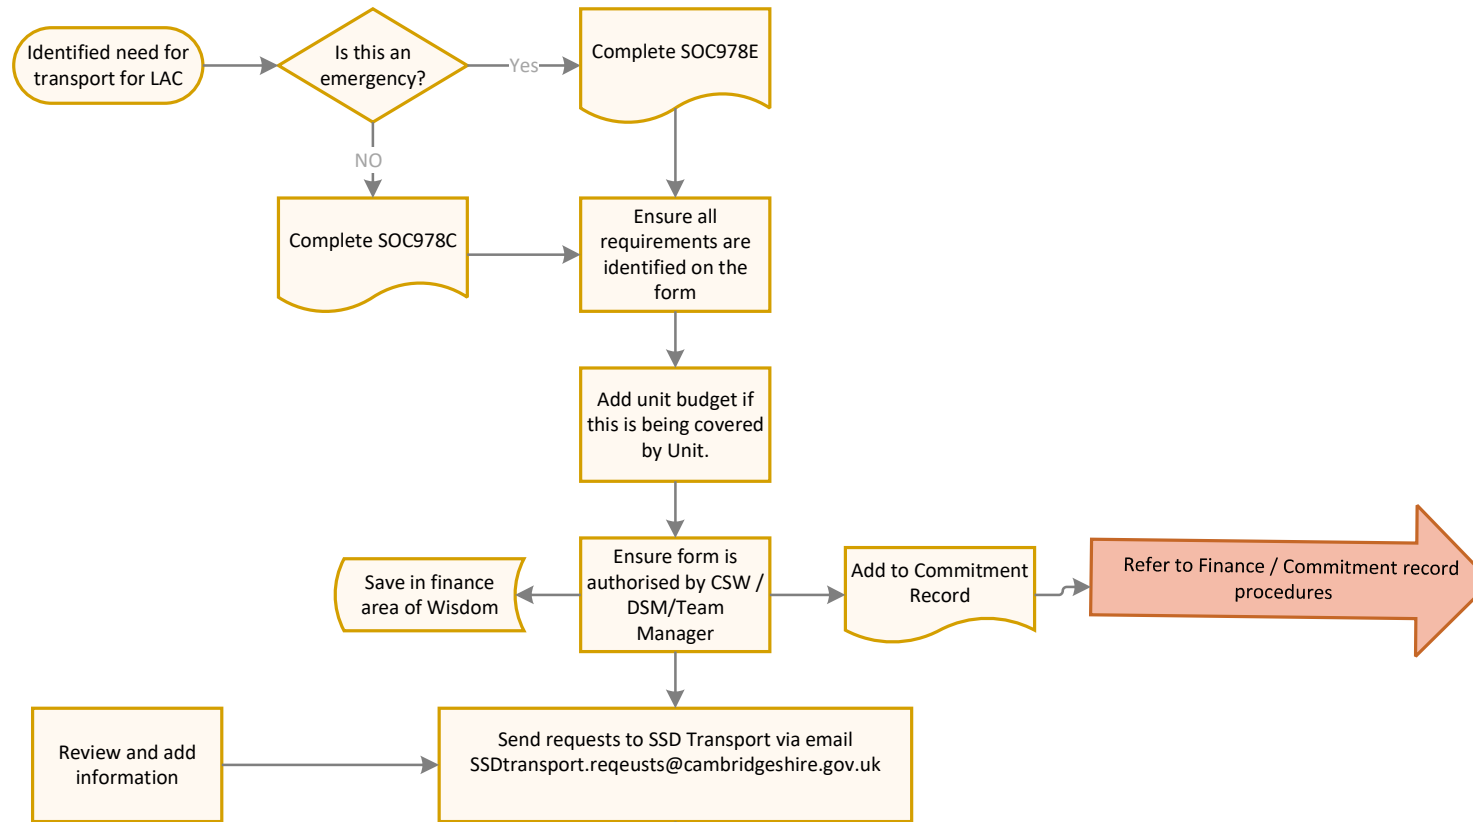 Identified need for
transport for LAC
Is this an
emergency?
Yes
Complete SOC978E
NO
Complete SOC978C
Ensure all
requirements are
identified on the
form
Add unit budget if
this is being covered
by Unit.
Save in finance
area of Wisdom
Ensure form is
authorised by CSW /
DSM/Team
Manager
Add to Commitment
Record
Refer to Finance / Commitment record
procedures
Review and add
information
Send requests to SSD Transport via email
SSDtransport.reqeusts@cambridgeshire.gov.uk